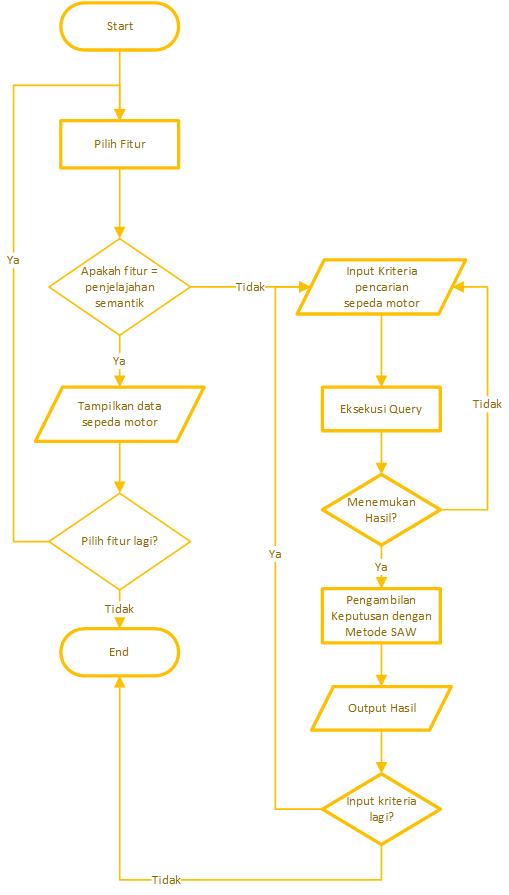 Start
Pilih Fitur
Ya
Apakah fitur =
penjelajahan
semantik
Tidak
Ya
Tampilkan data
sepeda motor
Pilih fitur lagi?
Tidak
End
Input Kriteria
pencarian
sepeda motor
Eksekusi Query
Tidak
Menemukan
Hasil?
Ya
Ya
Pengambilan
Keputusan dengan
Metode SAW
Output Hasil
Input kriteria
lagi?
Tidak